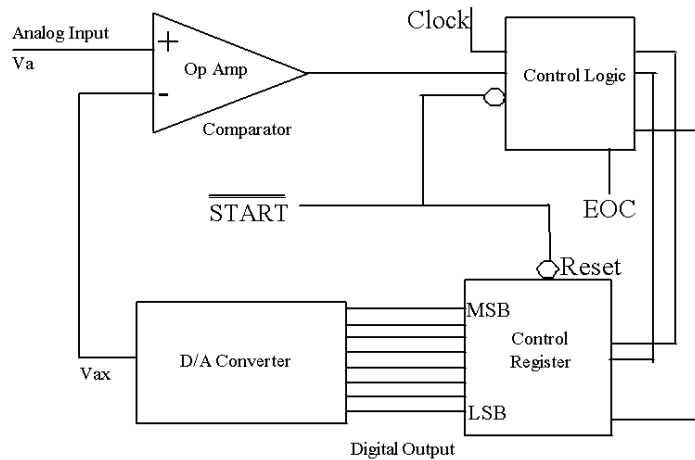 Clock
Analog Input
Va
+
Op Amp
-
Control Logic
Comparator
START
EOC
Reset
MSB
D/A Converter
Control
Register
Vax
LSB
Digital Output